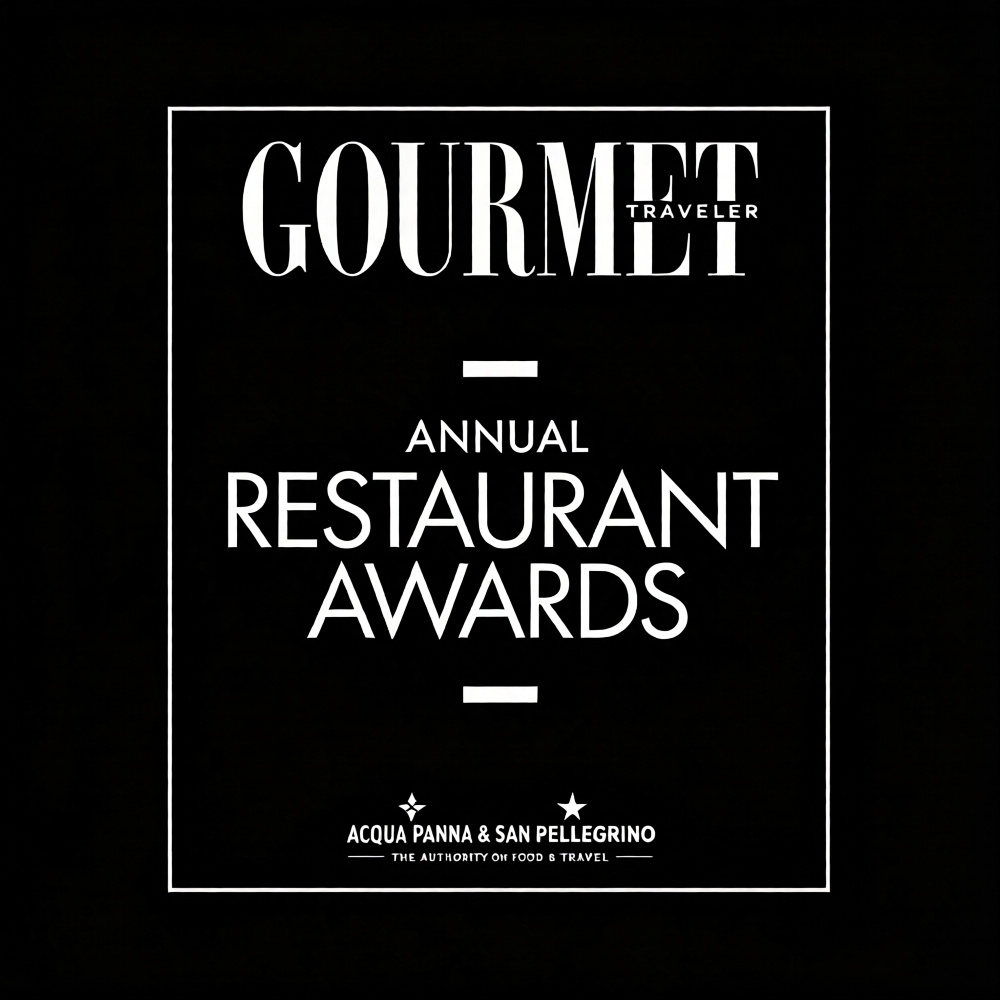 GOURMET
TRAVELER
ANNUAL
RESTAURANT
AWARDS
ACQUA PANNA & SAN PELLEGRINO
THE AUTHORITY ON FOOD & TRAVEL